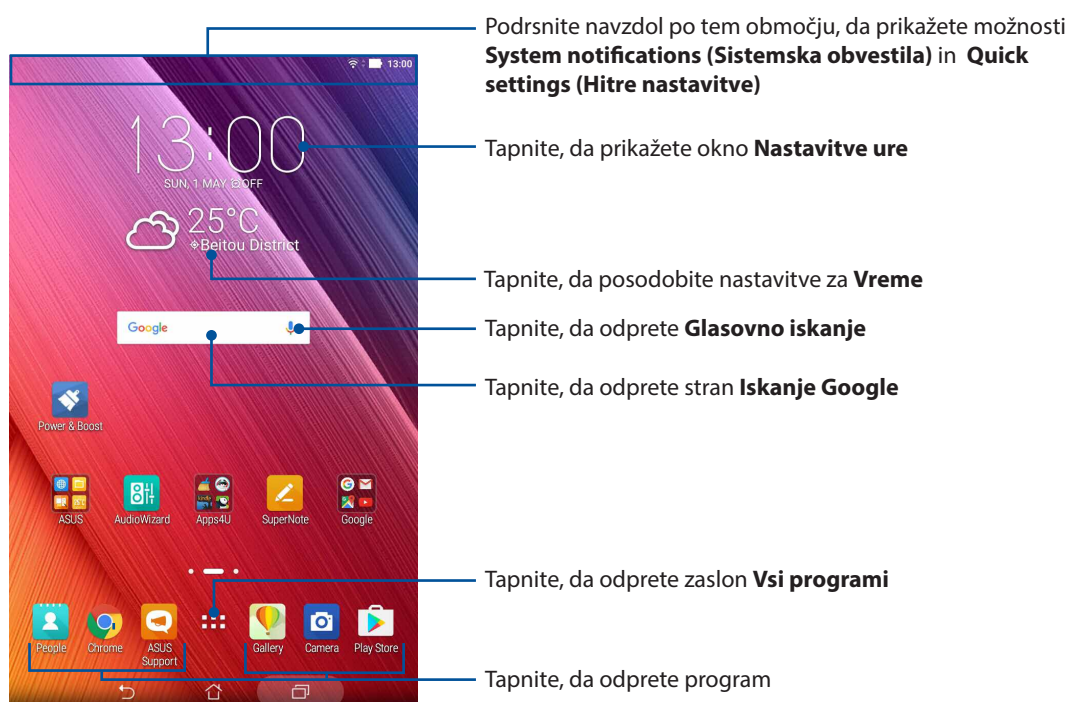 Podrsnite navzdol po tem območju, da prikažete možnosti
System notifications (Sistemska obvestila) in Quick
settings (Hitre nastavitve)
13:00
13:00
Tapnite, da prikažete okno Nastavitve ure
SUN, 1 MAY OFF
25°C
Beitou District
Tapnite, da posodobite nastavitve za Vreme
Google
Tapnite, da odprete Glasovno iskanje
Tapnite, da odprete stran Iskanje Google
Power & Boost
ASUS AudioWizard Apps4U SuperNote Google
Tapnite, da odprete zaslon Vsi programi
People Chrome ASUS Support Gallery Camera Play Store
Tapnite, da odprete program